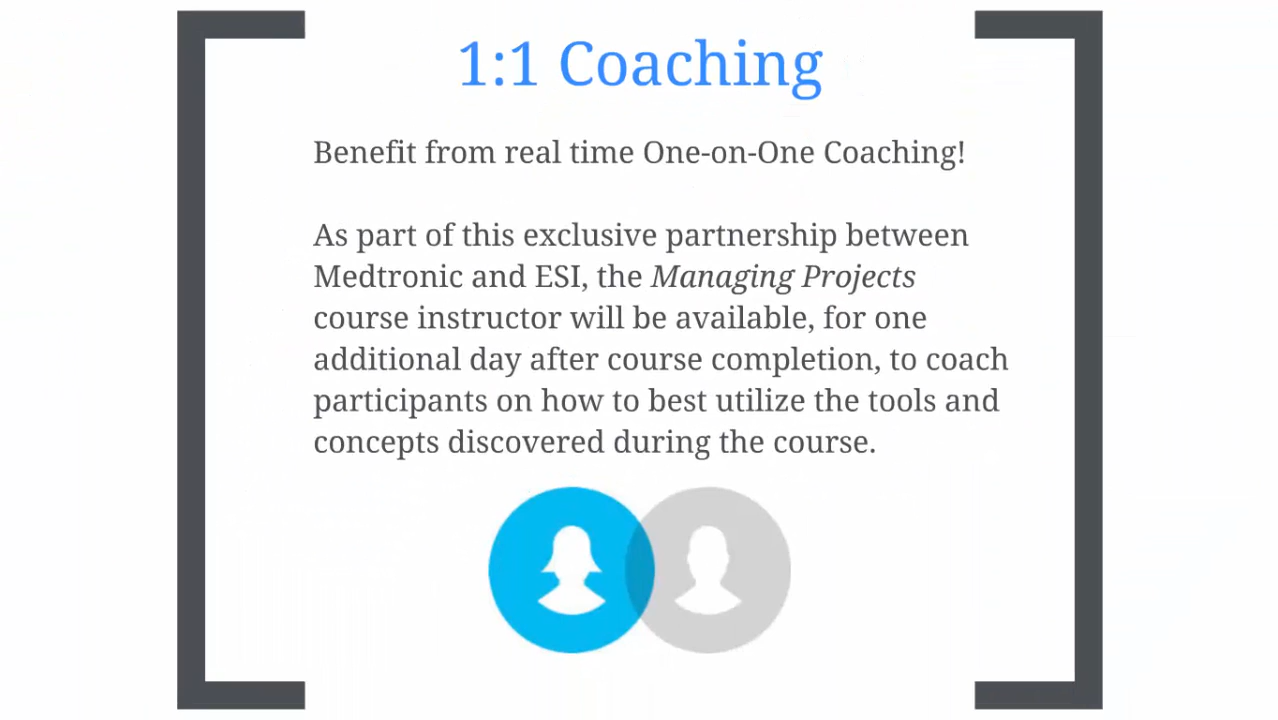 1:1 Coaching
Benefit from real time One-on-One Coaching!
As part of this exclusive partnership between
Medtronic and ESI, the Managing Projects
course instructor will be available, for one
additional day after course completion, to coach
participants on how to best utilize the tools and
concepts discovered during the course.